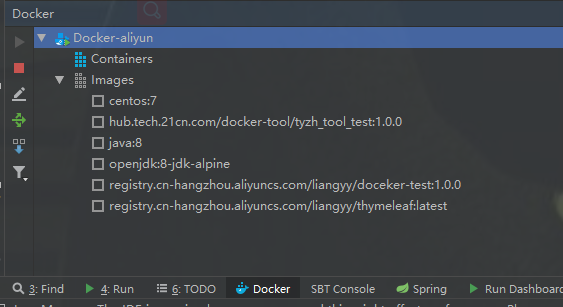 Docker
Docker-aliyun
Containers
Images
centos:7
hub.tech.21cn.com/docker-tool/tyzh_tool_test:1.0.0
java:8
openjdk:8-jdk-alpine
registry.cn-hangzhou.aliyuncs.com/liangyy/doceker-test:1.0.0
registry.cn-hangzhou.aliyuncs.com/liangyy/thymeleaf:latest
3: Find 4: Run 6: TODO Docker SBT Console Spring Run Dashboard